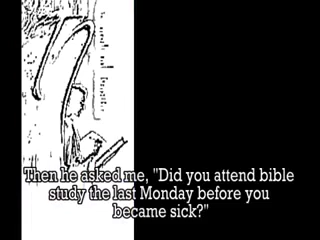 Then he asked me, "Did you attend bible
study the last Monday before you
became sick?"